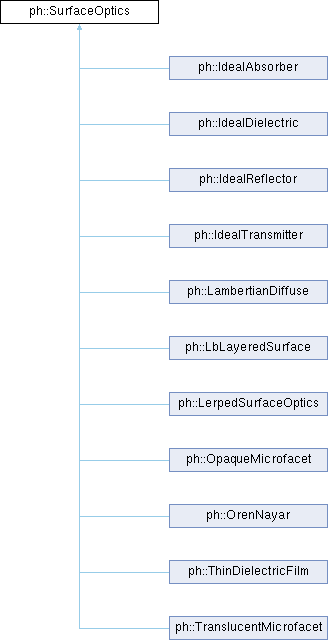 ph::SurfaceOptics
ph::IdealAbsorber
ph::IdealDielectric
ph::IdealReflector
ph::IdealTransmitter
ph::LambertianDiffuse
ph::LbLayeredSurface
ph::LerpedSurfaceOptics
ph::OpaqueMicrofacet
ph::OrenNayar
ph::ThinDielectricFilm
ph::TranslucentMicrofacet